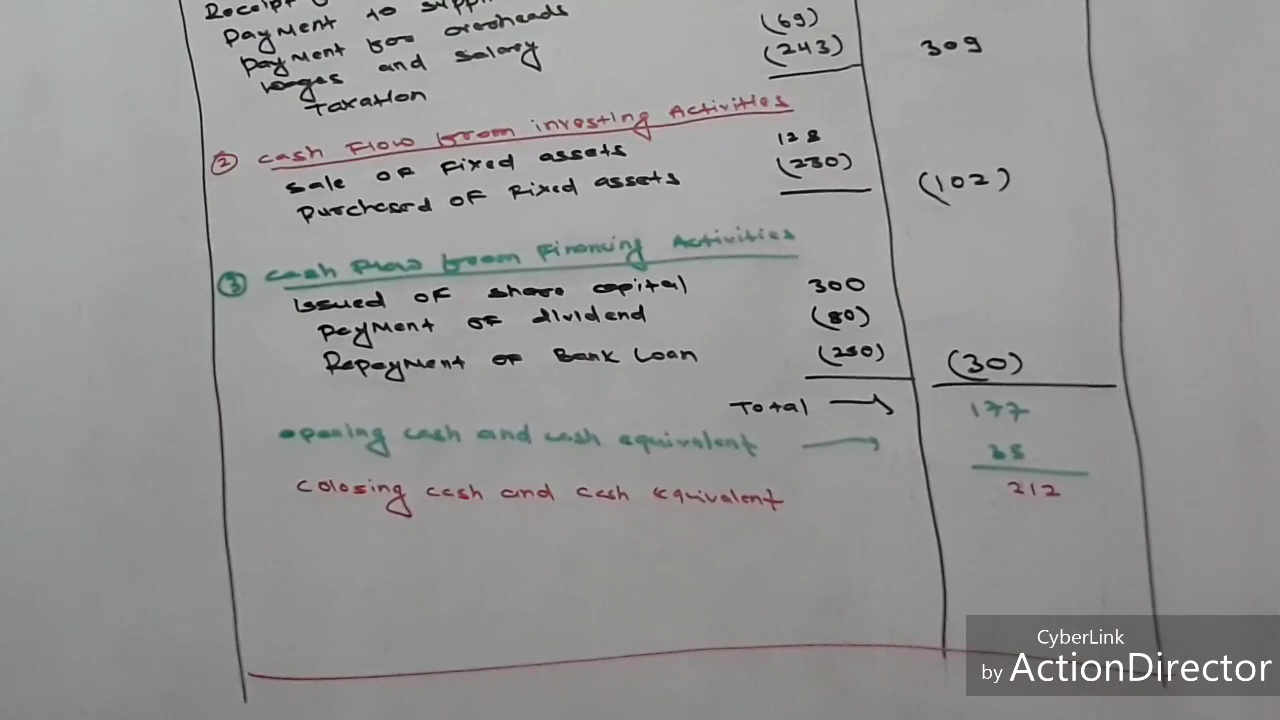 Receipt
Payment to suppl
Payment for overheads (69)
wages and salary (243) 309
Taxation
② Cash Flow from investing Activities
Sale of Fixed assets 128
Purchased of Fixed assets (230) (102)
③ Cash Flow from Financing Activities
Issued of share capital 300
Payment of dividend (80)
Repayment of Bank Loan (250) (30)
Total → 177
opening cash and cash equivalent → 35
Colosing cash and cash equivalent 212
CyberLink
by ActionDirector